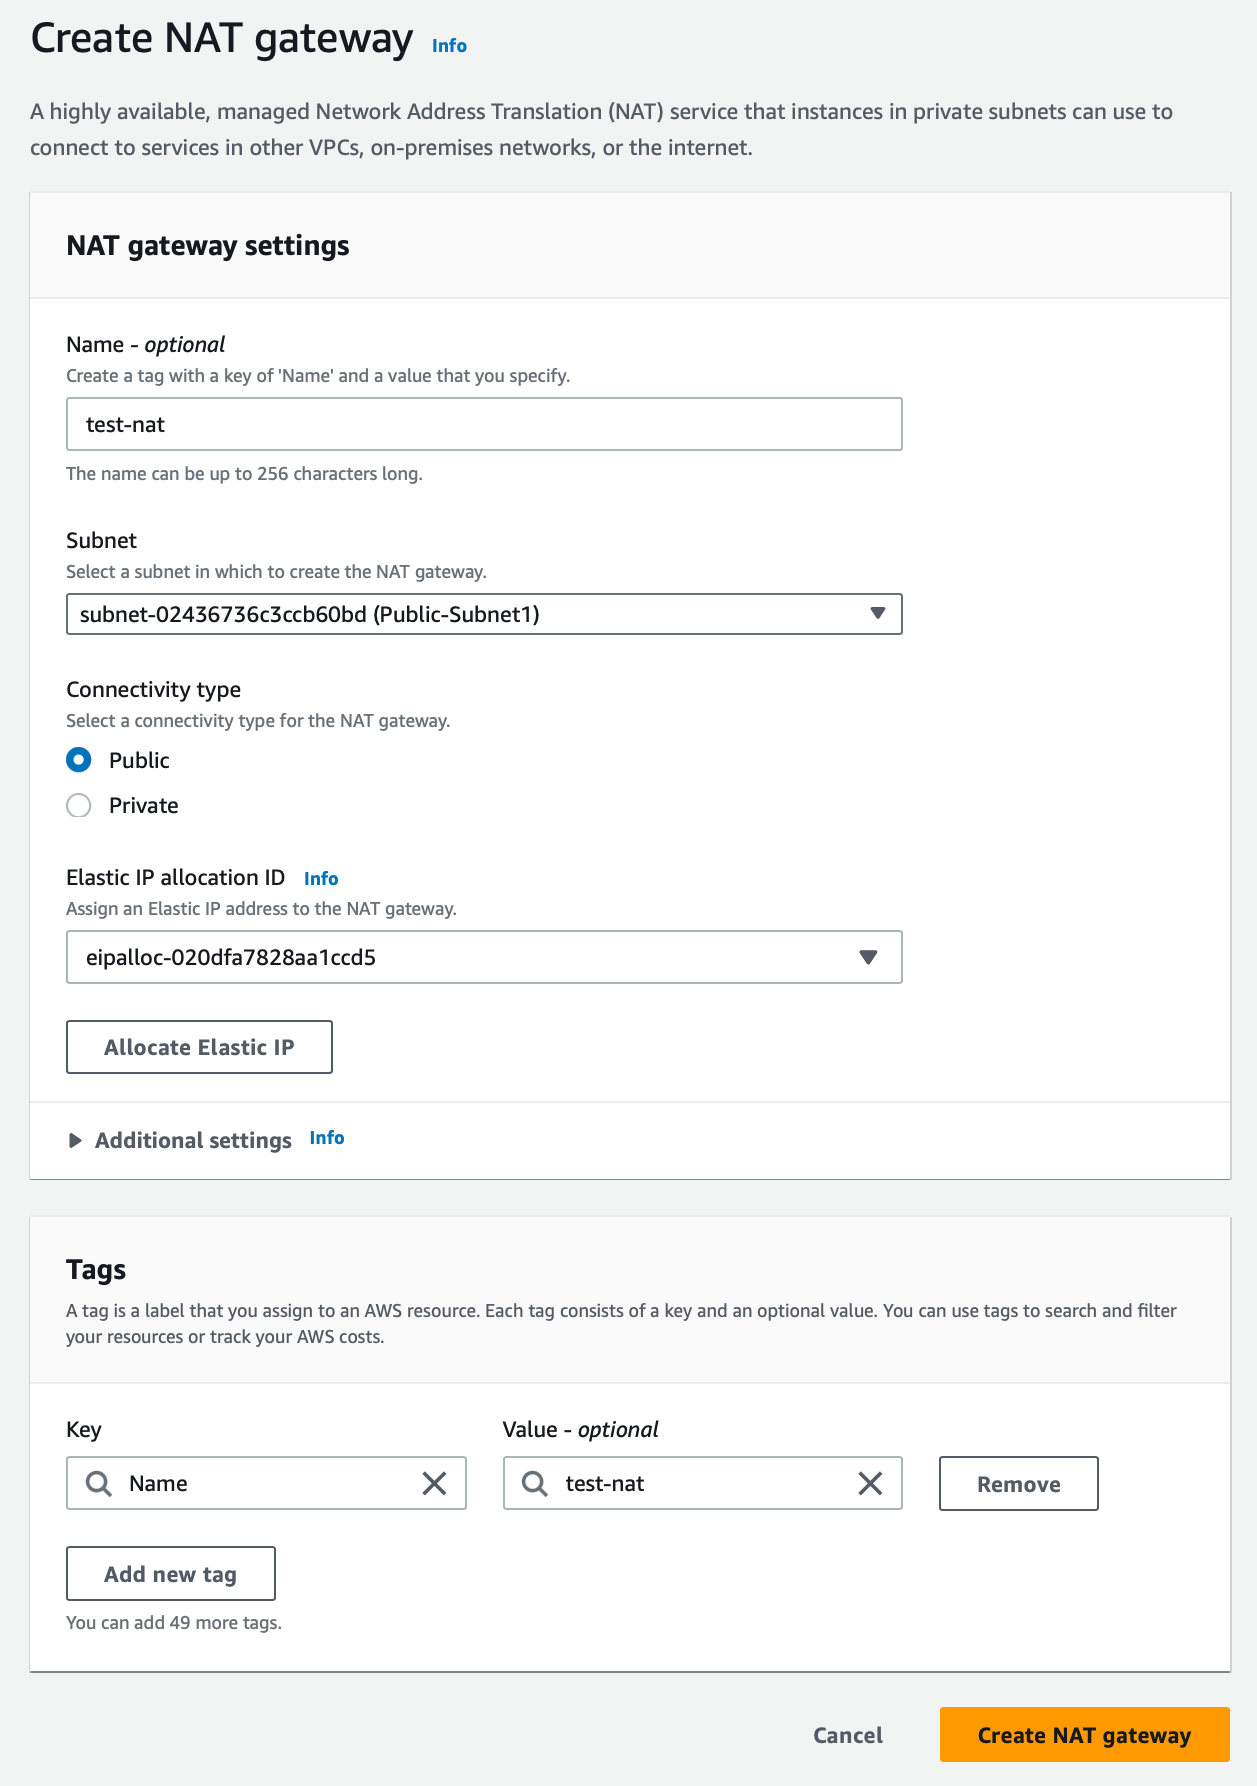 Create NAT gateway Info
A highly available, managed Network Address Translation (NAT) service that instances in private subnets can use to
connect to services in other VPCs, on-premises networks, or the internet.
NAT gateway settings
Name - optional
Create a tag with a key of 'Name' and a value that you specify.
test-nat
The name can be up to 256 characters long.
Subnet
Select a subnet in which to create the NAT gateway.
subnet-02436736c3ccb60bd (Public-Subnet1)
Connectivity type
Select a connectivity type for the NAT gateway.
Public
Private
Elastic IP allocation ID Info
Assign an Elastic IP address to the NAT gateway.
eipalloc-020dfa7828aa1ccd5
Allocate Elastic IP
Additional settings Info
Tags
A tag is a label that you assign to an AWS resource. Each tag consists of a key and an optional value. You can use tags to search and filter
your resources or track your AWS costs.
Key Value - optional
Name test-nat Remove
Add new tag
You can add 49 more tags.
Cancel Create NAT gateway